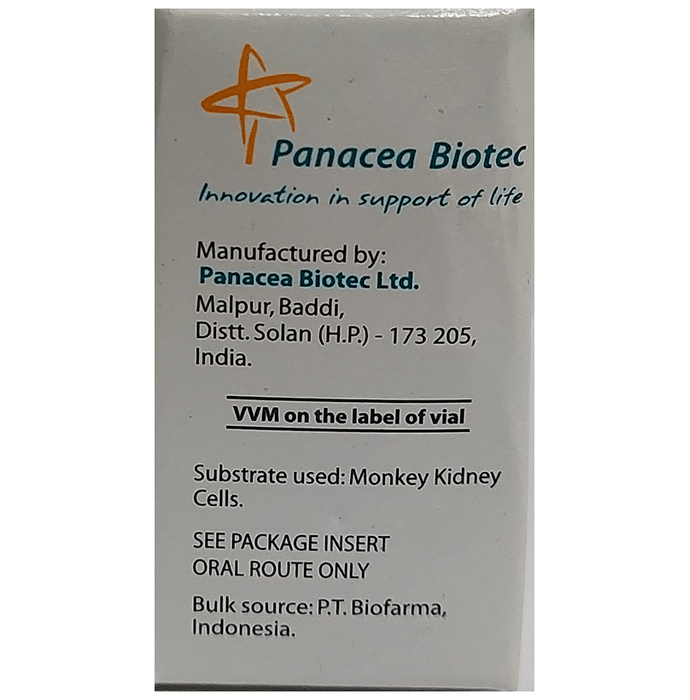 Panacea Biotec
Innovation in support of life
Manufactured by:
Panacea Biotec Ltd.
Malpur, Baddi,
Distt. Solan (H.P.) - 173 205,
India.
VVM on the label of vial
Substrate used: Monkey Kidney
Cells.
SEE PACKAGE INSERT
ORAL ROUTE ONLY
Bulk source: P.T. Biofarma,
Indonesia.